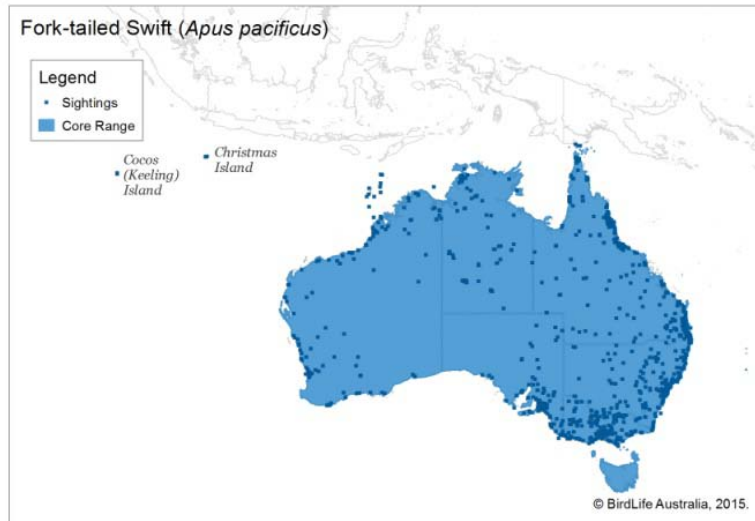 Fork-tailed Swift (Apus pacificus)
Legend
Sightings
Core Range
Cocos
(Keeling)
Island
Christmas
Island
© BirdLife Australia, 2015.